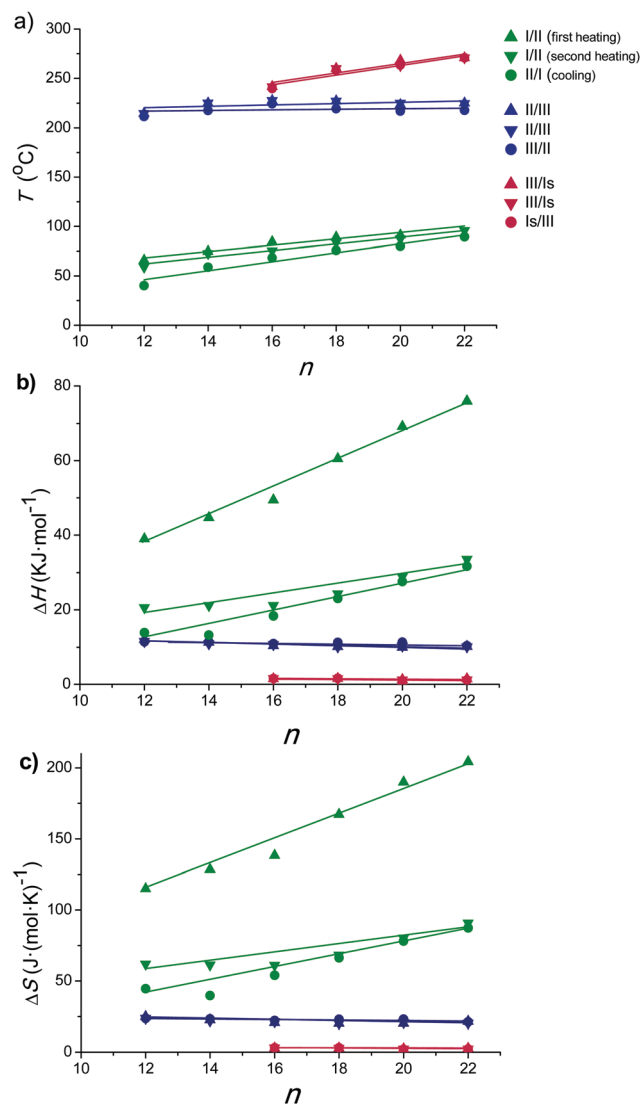 a)
300
250
200
150
100
50
0
T (°C)
10 12 14 16 18 20 22
n
I/II (first heating)
I/II (second heating)
II/I (cooling)
II/III
II/III
III/II
III/Is
III/Is
Is/III
b)
80
60
40
20
0
ΔH (KJ·mol⁻¹)
10 12 14 16 18 20 22
n
c)
200
150
100
50
0
ΔS (J·(mol·K)⁻¹)
10 12 14 16 18 20 22
n